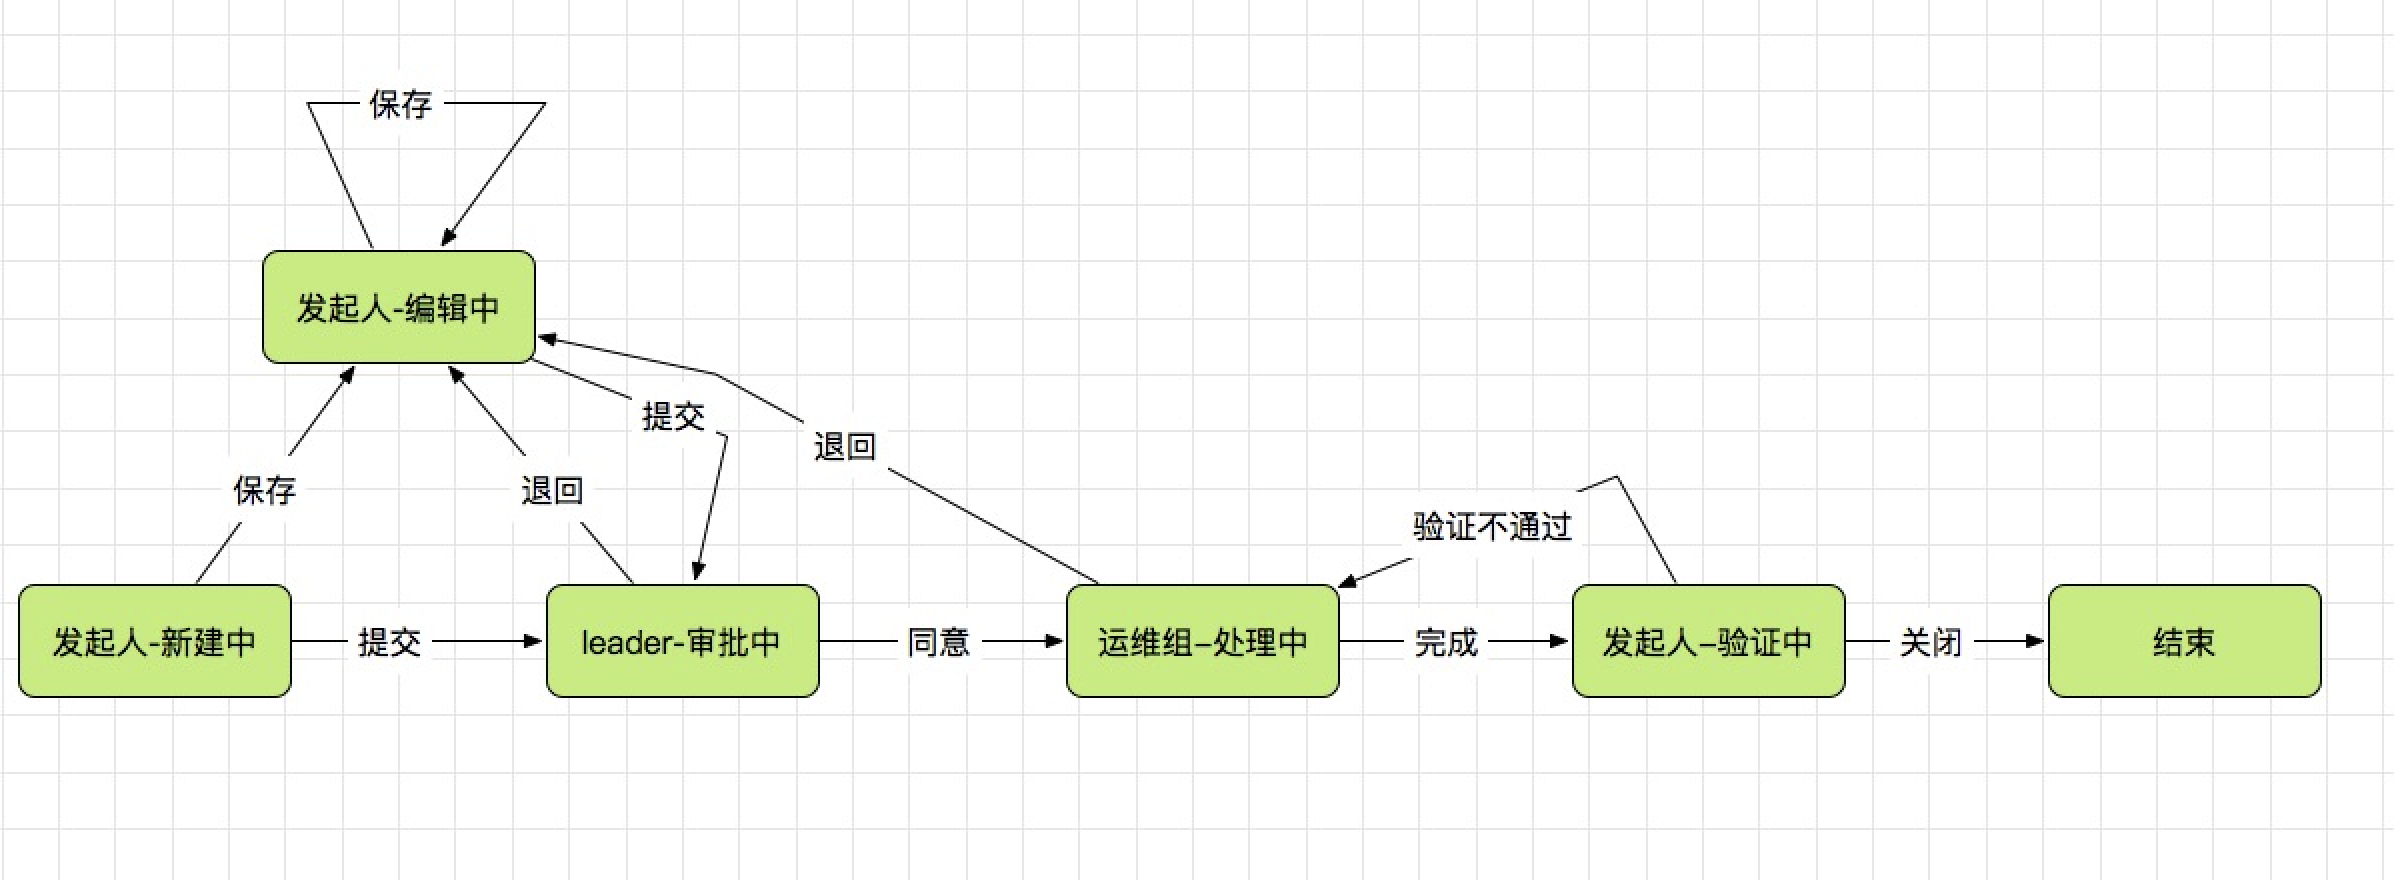 保存
发起人-编辑中
提交
退回
保存
退回
验证不通过
发起人-新建中
提交
leader-审批中
同意
运维组–处理中
完成
发起人–验证中
关闭
结束